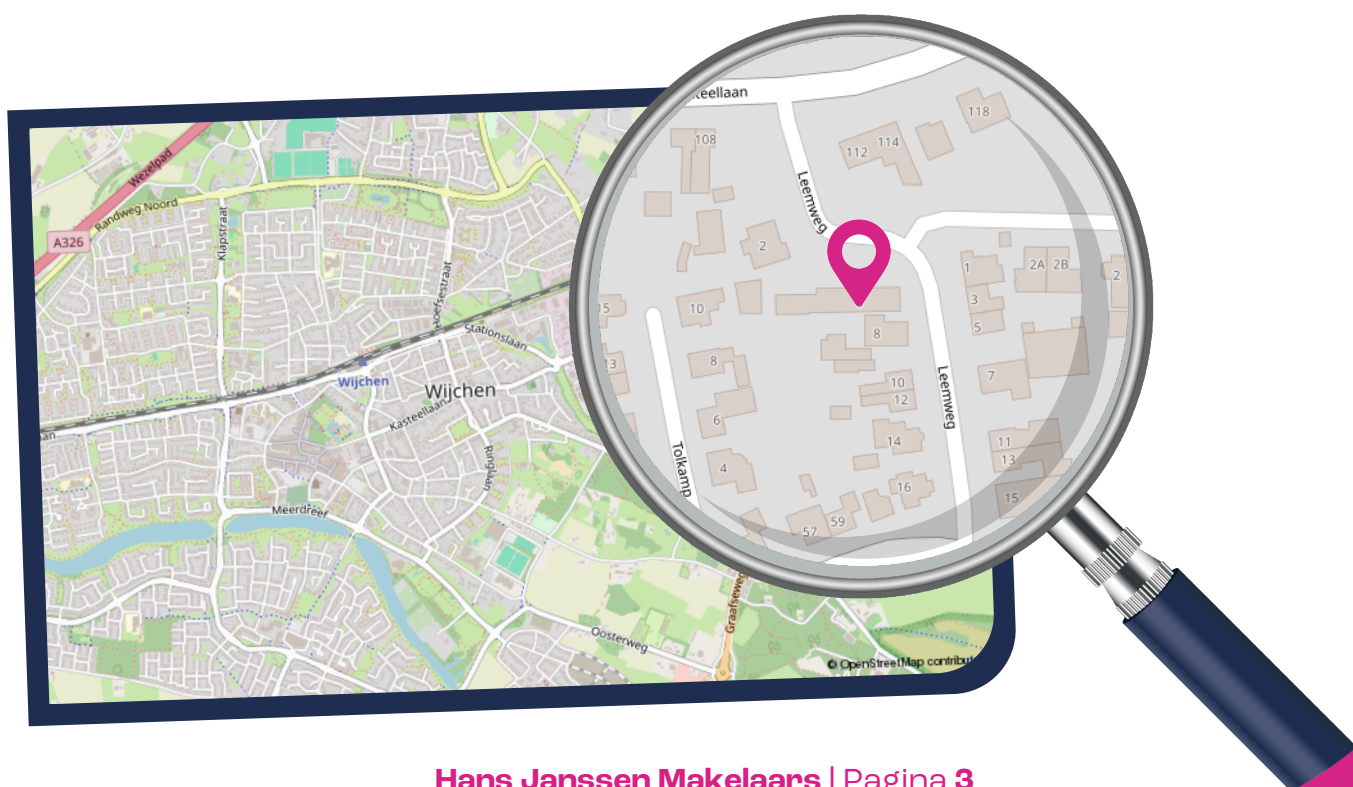 Wezelpad
Randweg Noord
A326
Klapstraat
Hoefsestraat
Stationslaan
Wijchen
Wijchen
Kasteellaan
Ringlaan
Meerdreef
Oosterweg
Graafseweg
© OpenStreetMap contribu
teellaan
108
112
114
118
Leemweg
2
1
2A
2B
2
3
5
10
8
5
13
8
7
10
12
Leemweg
6
14
11
13
4
Tolkamp
16
15
57
59
Hans Janssen Makelaars | Pagina 3